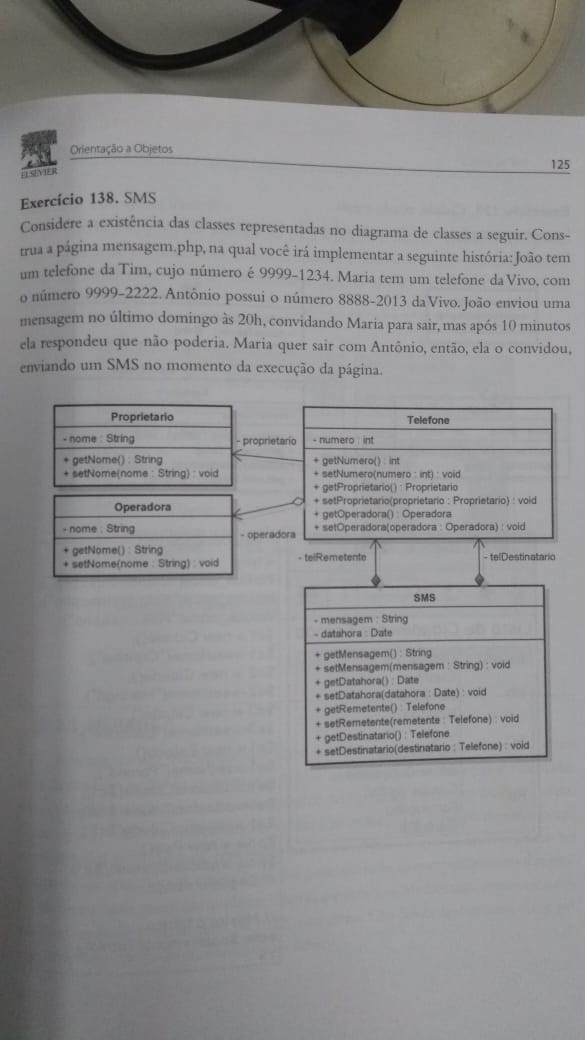 ELSEVIER
Orientação a Objetos
125
Exercício 138. SMS
Considere a existência das classes representadas no diagrama de classes a seguir. Cons-
trua a página mensagem.php, na qual você irá implementar a seguinte história: João tem
um telefone da Tim, cujo número é 9999-1234. Maria tem um telefone da Vivo, com
o número 9999-2222. Antônio possui o número 8888-2013 da Vivo. João enviou uma
mensagem no último domingo às 20h, convidando Maria para sair, mas após 10 minutos
ela respondeu que não poderia. Maria quer sair com Antônio, então, ela o convidou,
enviando um SMS no momento da execução da página.
Proprietario
- nome : String
+ getNome() : String
+ setNome(nome : String) : void
- proprietario
Telefone
- numero : int
+ getNumero() : int
+ setNumero(numero : int) : void
+ getProprietario() : Proprietario
+ setProprietario(proprietario : Proprietario) : void
+ getOperadora() : Operadora
+ setOperadora(operadora : Operadora) : void
Operadora
- nome : String
+ getNome() : String
+ setNome(nome : String) : void
- operadora
- telRemetente
- telDestinatario
SMS
- mensagem : String
- datahora : Date
+ getMensagem() : String
+ setMensagem(mensagem : String) : void
+ getDatahora() : Date
+ setDatahora(datahora : Date) : void
+ getRemetente() : Telefone
+ setRemetente(remetente : Telefone) : void
+ getDestinatario() : Telefone
+ setDestinatario(destinatario : Telefone) : void